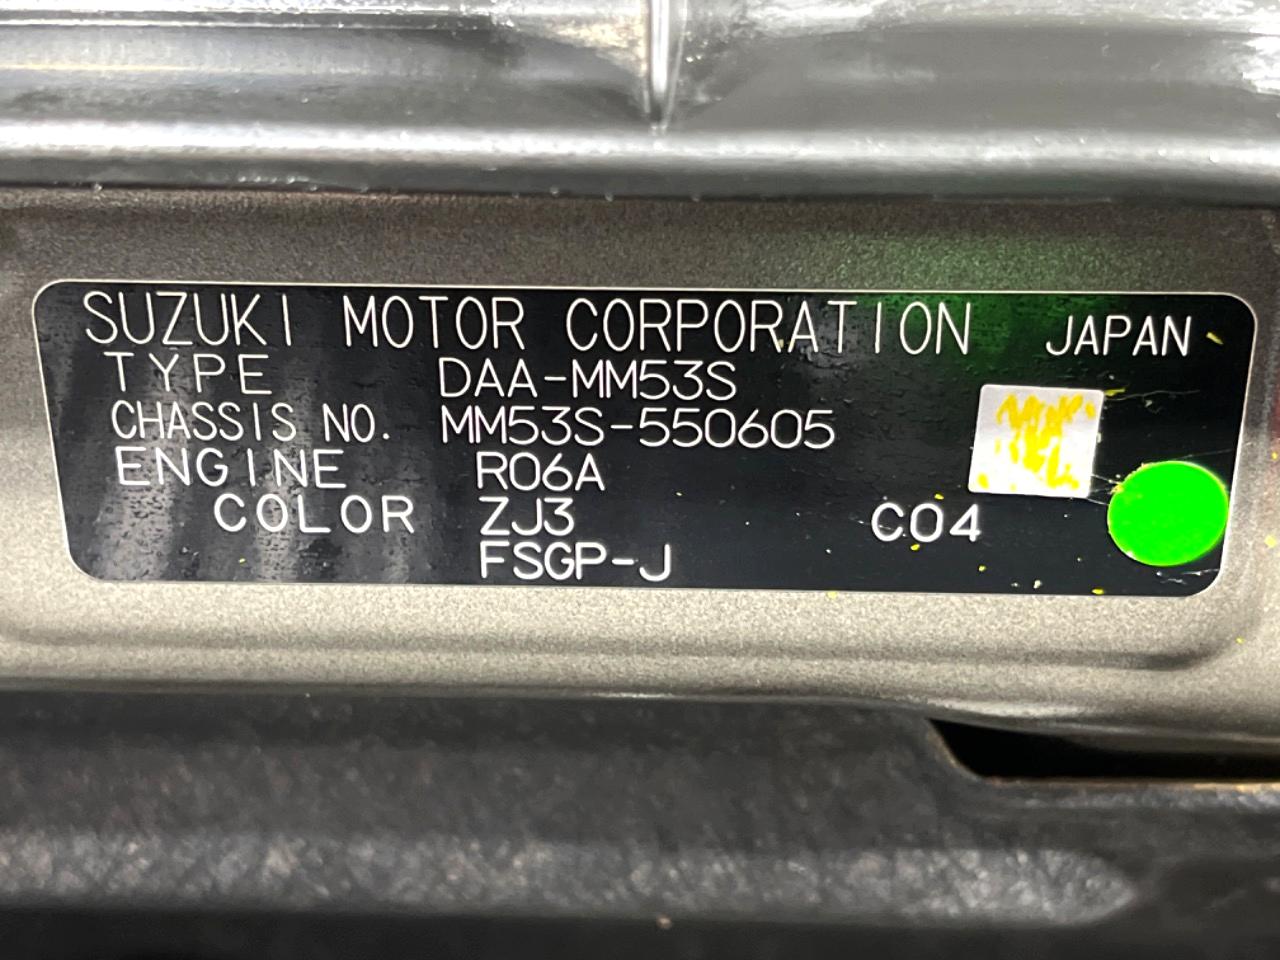 SUZUKI MOTOR CORPORATION JAPAN
TYPE DAA-MM53S
CHASSIS NO. MM53S-550605
ENGINE R06A
COLOR ZJ3 C04
FSGP-J